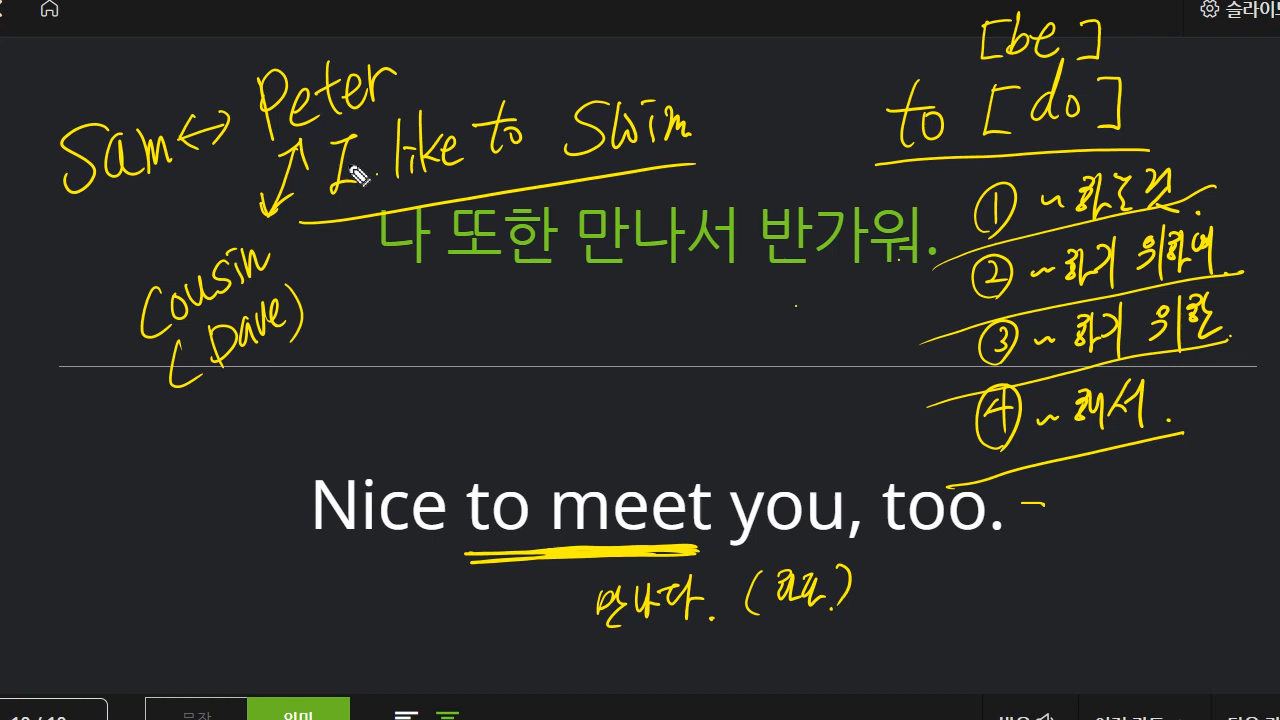 슬라이드
[be]
to [do]
Sam ↔ Peter
I like to Swim
① ~하는 것.
나 또한 만나서 반가워.
② ~하기 위하여.
Cousin
(Dave)
③ ~하기 위한.
④ ~해서.
Nice to meet you, too.
만나다.